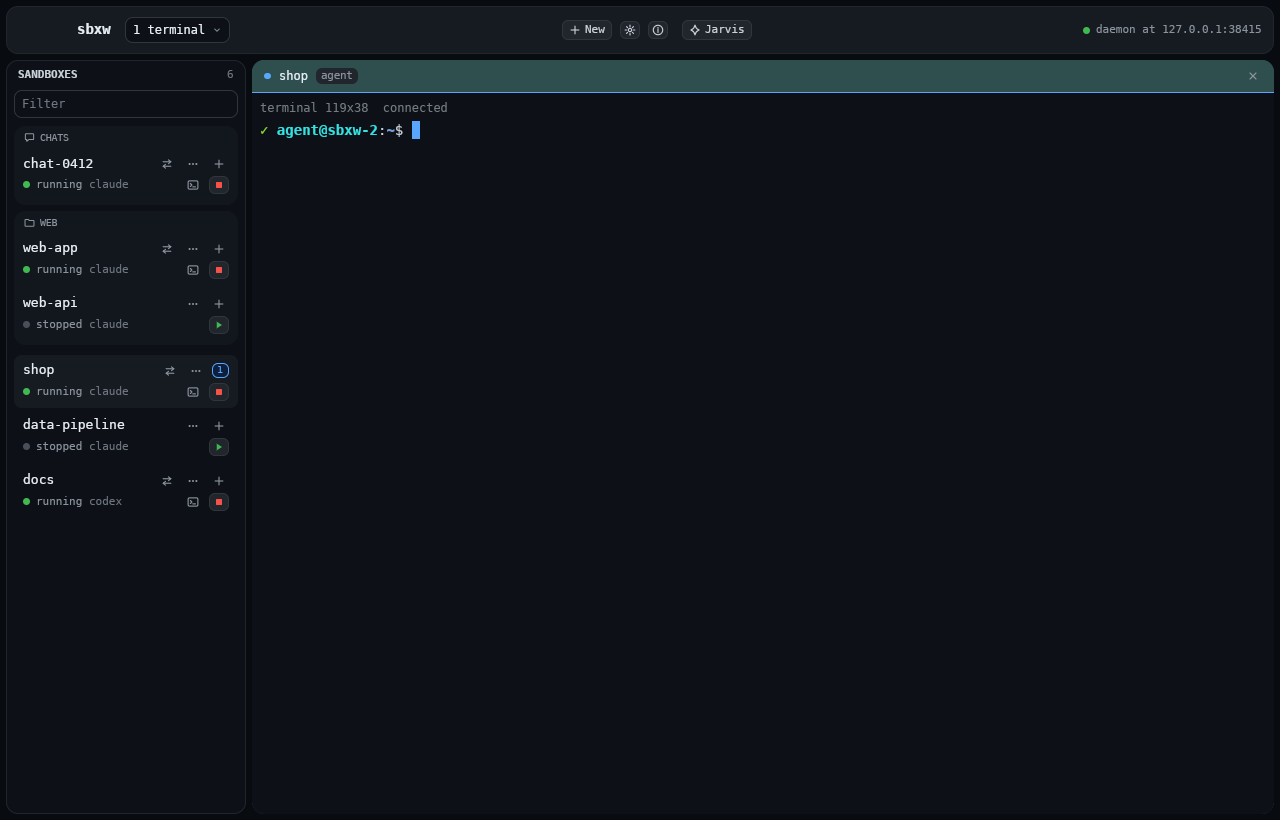 sbxw
1 terminal
New
Jarvis
daemon at 127.0.0.1:38415
SANDBOXES 6
Filter
CHATS
chat-0412
running claude
WEB
web-app
running claude
web-api
stopped claude
shop 1
running claude
data-pipeline
stopped claude
docs
running codex
shop agent
terminal 119x38 connected
✓ agent@sbxw-2:~$